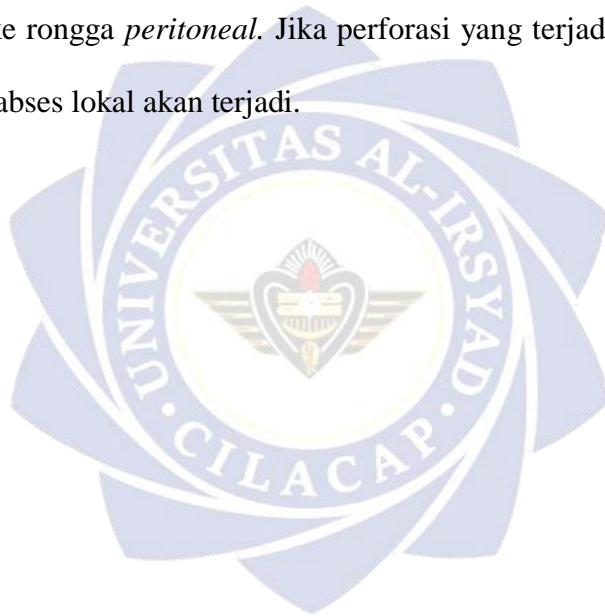 ke rongga peritoneal. Jika perforasi yang terjad
abses lokal akan terjadi.
UNIVERSITAS AL-IRSYAD
CILACAP